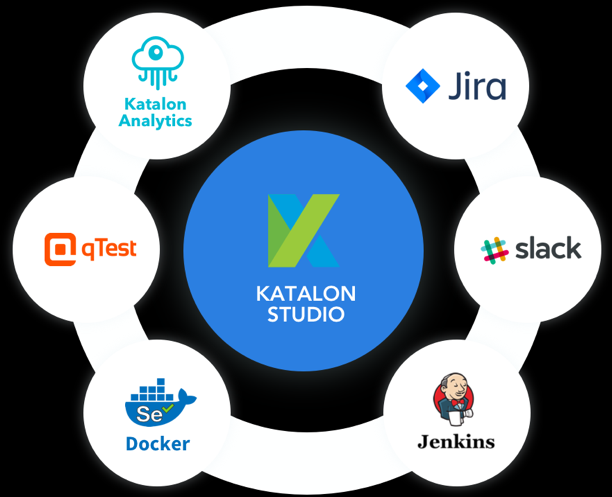 Katalon
Analytics
Jira
qTest
KATALON
STUDIO
slack
Se
Docker
Jenkins